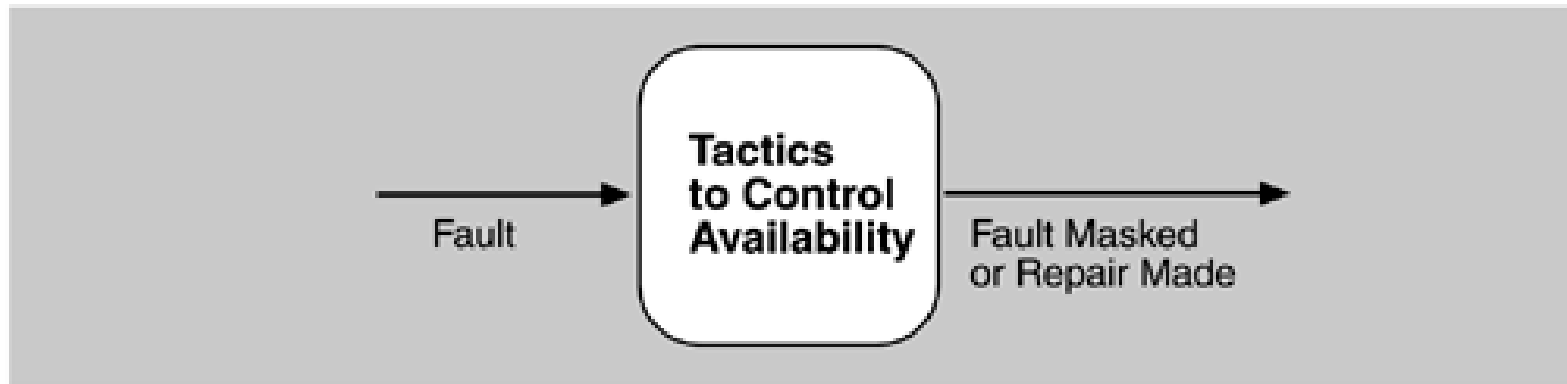 Fault
Tactics
to Control
Availability
Fault Masked
or Repair Made